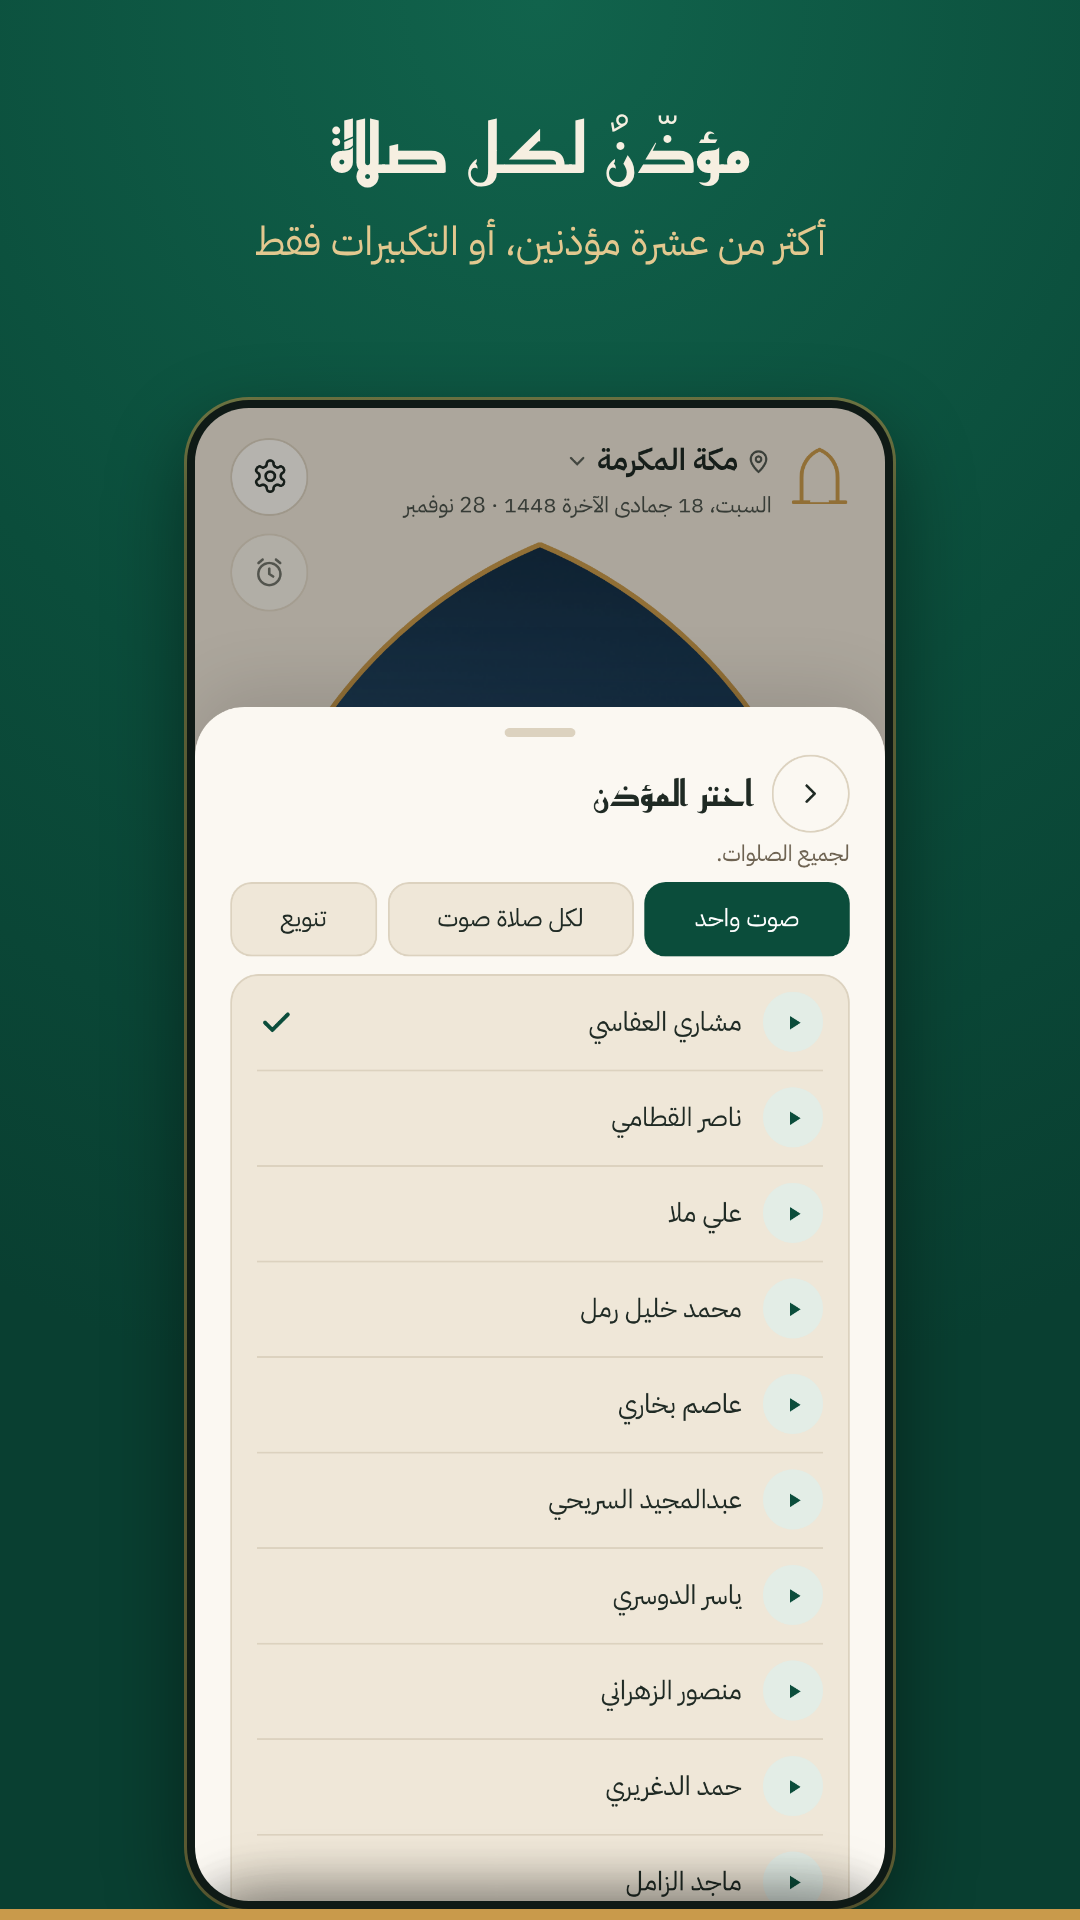 مؤذّنٌ لكل صلاة
أكثر من عشرة مؤذنين، أو التكبيرات فقط
مكة المكرمة
السبت، 18 جمادى الآخرة 1448 · 28 نوفمبر
اختر المؤذن
لجميع الصلوات.
صوت واحد
لكل صلاة صوت
تنويع
مشاري العفاسي
ناصر القطامي
علي ملا
محمد خليل رمل
عاصم بخاري
عبدالمجيد السريحي
ياسر الدوسري
منصور الزهراني
حمد الدغريري
ماجد الزامل